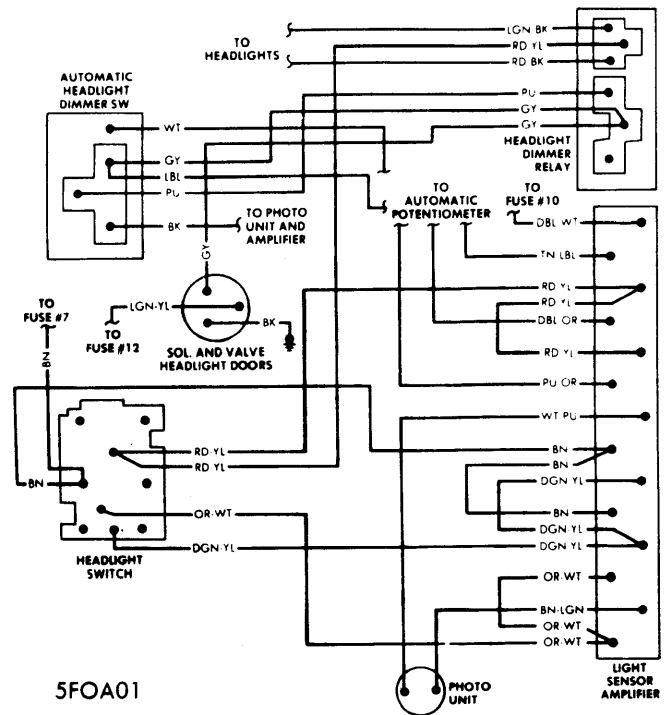 LGN BK
TO
HEADLIGHTS
RD YL
RD BK
AUTOMATIC
HEADLIGHT
DIMMER SW
PU
GY
GY
HEADLIGHT
DIMMER
RELAY
WT
GY
LBL
PU
BK
TO PHOTO
UNIT AND
AMPLIFIER
TO
AUTOMATIC
POTENTIOMETER
TO
FUSE #10
DBL WT
TN LBL
GY
RD YL
RD YL
DBL OR
RD YL
PU OR
WT PU
TO
FUSE #7
BN
LGN-YL
TO
FUSE #12
BK
SOL. AND VALVE
HEADLIGHT DOORS
RD YL
RD YL
BN
OR-WT
DGN-YL
HEADLIGHT
SWITCH
BN
BN
DGN YL
BN
DGN-YL
DGN YL
OR-WT
BN-LGN
OR-WT
OR-WT
PHOTO
UNIT
LIGHT
SENSOR
AMPLIFIER
5FOA01